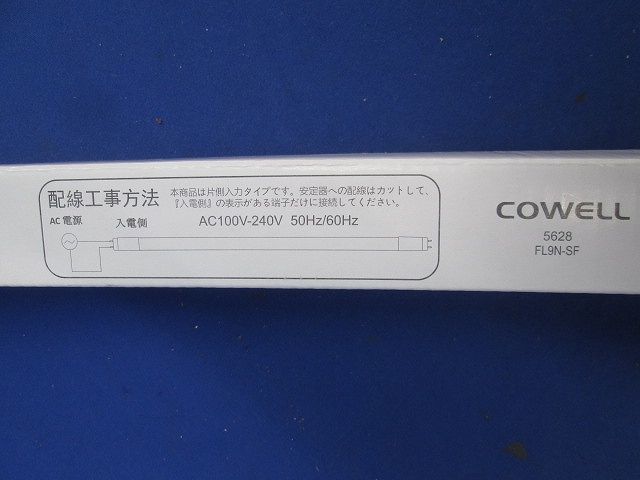 配線工事方法
本商品は片側入力タイプです。安定器への配線はカットして、
『入電側』の表示がある端子だけに接続してください。
AC電源
入電側
AC100V-240V 50Hz/60Hz
COWELL
5628
FL9N-SF